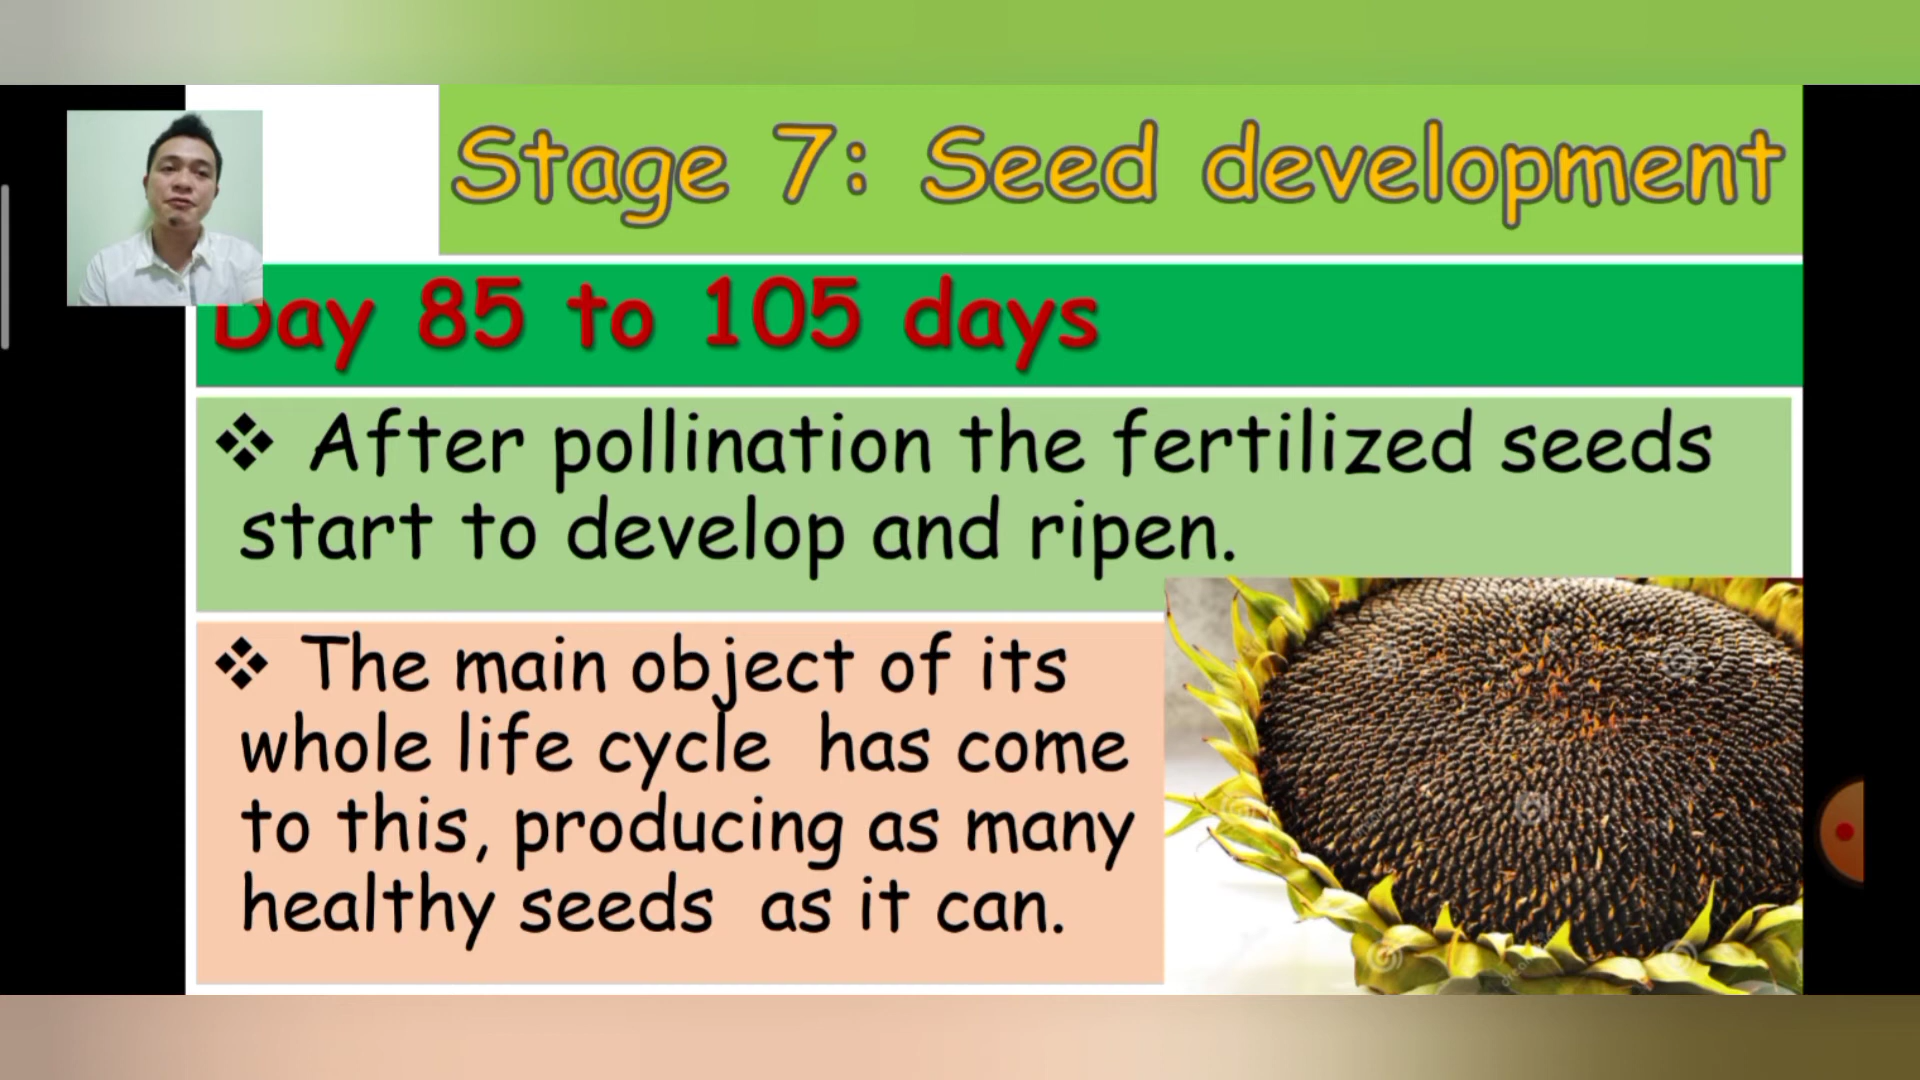 Stage 7: Seed development
Day 85 to 105 days
❖ After pollination the fertilized seeds
start to develop and ripen.
❖ The main object of its
whole life cycle has come
to this, producing as many
healthy seeds as it can.